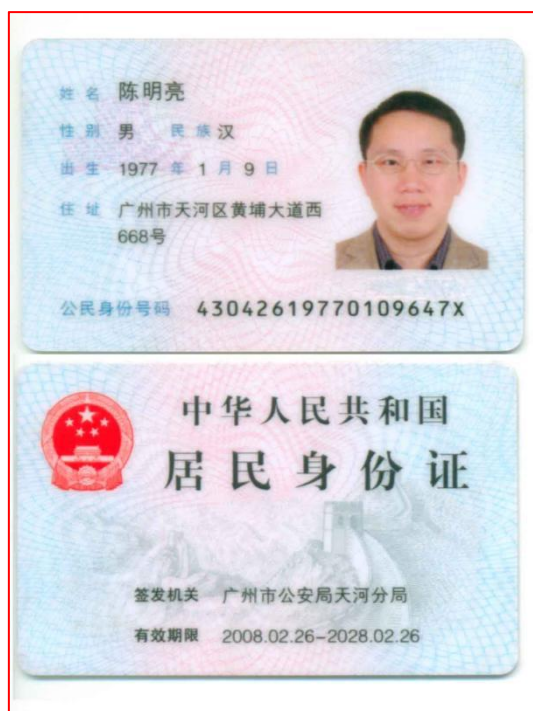 姓名 陈明亮
性别 男 民族 汉
出生 1977 年 1 月 9 日
住址 广州市天河区黄埔大道西
668号
公民身份号码 43042619770109647X
中华人民共和国
居民身份证
签发机关 广州市公安局天河分局
有效期限 2008.02.26-2028.02.26